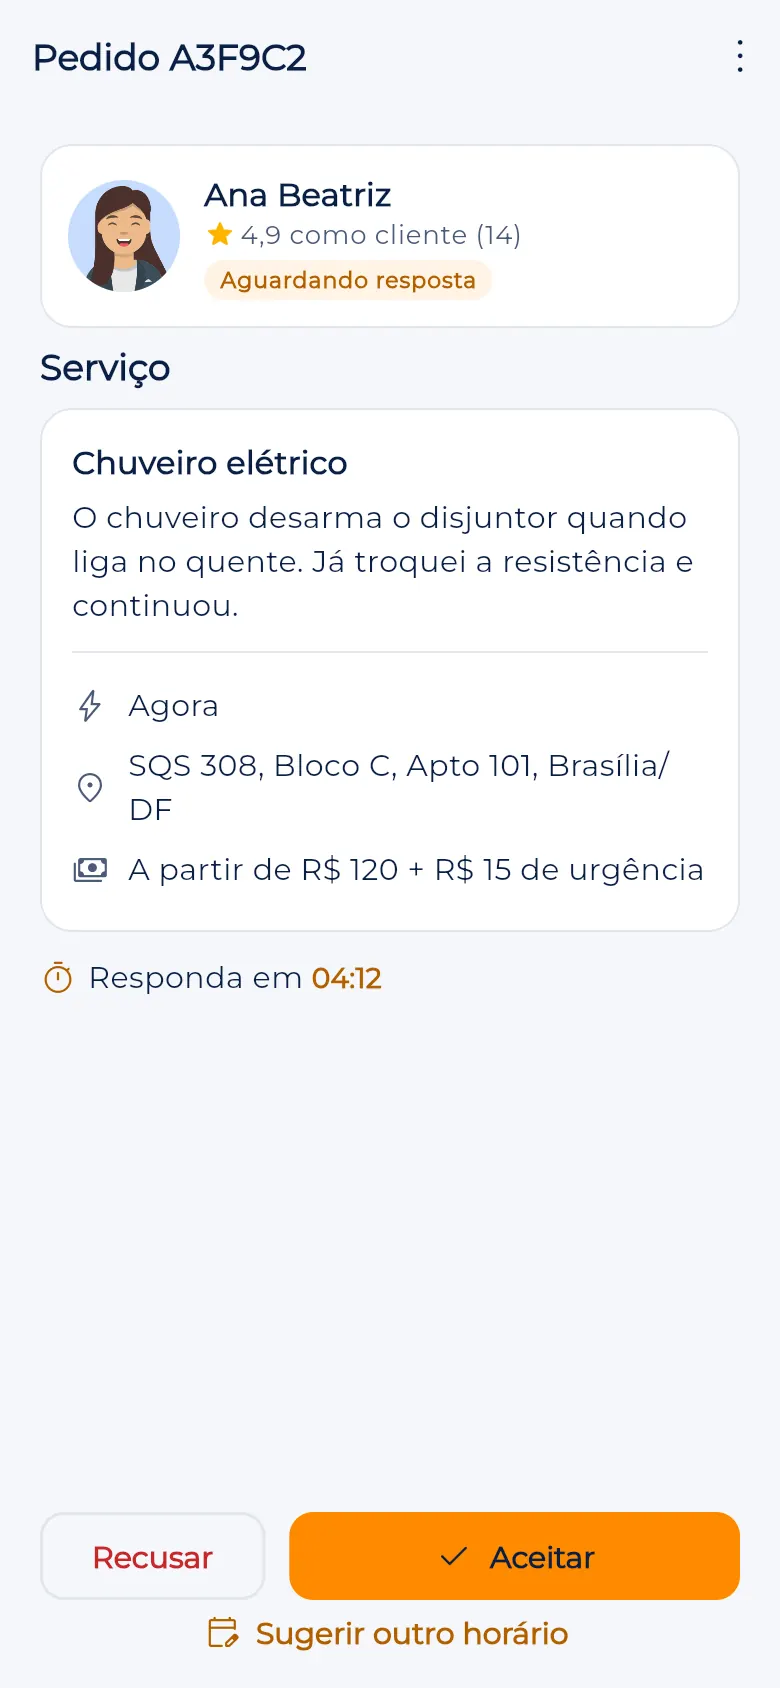 Pedido A3F9C2
Ana Beatriz
4,9 como cliente (14)
Aguardando resposta
Serviço
Chuveiro elétrico
O chuveiro desarma o disjuntor quando
liga no quente. Já troquei a resistência e
continuou.
Agora
SQS 308, Bloco C, Apto 101, Brasília/
DF
A partir de R$ 120 + R$ 15 de urgência
Responda em 04:12
Recusar
Aceitar
Sugerir outro horário